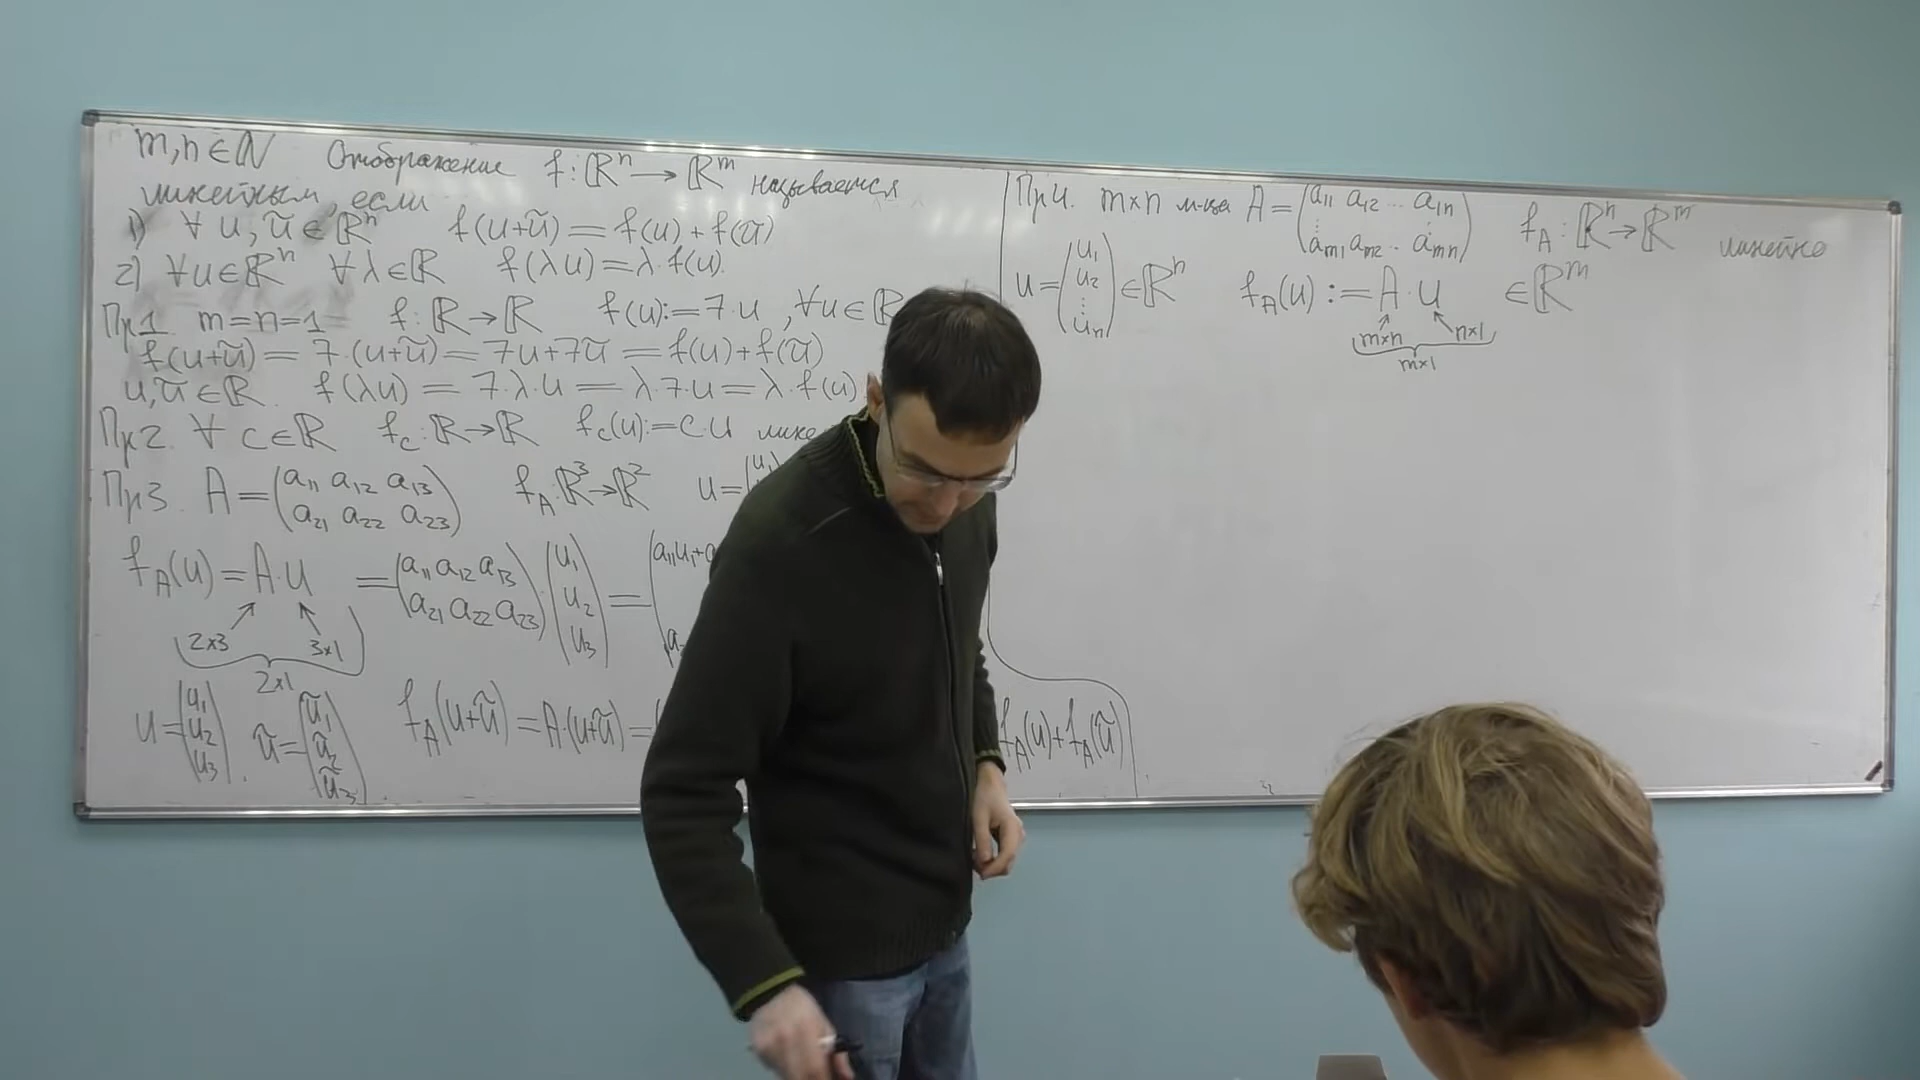 m,n∈ℕ Отображение f:ℝⁿ→ℝᵐ называется
линейным, если
1) ∀ u, ũ∈ℝⁿ f(u+ũ)=f(u)+f(ũ)
2) ∀u∈ℝⁿ ∀λ∈ℝ f(λu)=λ·f(u).
Пр1. m=n=1 f:ℝ→ℝ f(u):=7·u, ∀u∈ℝ
f(u+ũ)=7·(u+ũ)=7u+7ũ=f(u)+f(ũ)
u,ũ∈ℝ. f(λu)=7·λ·u=λ·7·u=λ·f(u)
Пр2. ∀ c∈ℝ f_c:ℝ→ℝ f_c(u):=c·u
Пр3. A=(a₁₁ a₁₂ a₁₃
a₂₁ a₂₂ a₂₃) f_A:ℝ³→ℝ² u=(u₁
f_A(u)=A·u =(a₁₁ a₁₂ a₁₃
a₂₁ a₂₂ a₂₃)·(u₁
u₂
u₃)=(a₁₁u₁+a
2×3 3×1
2×1
u=(u₁
u₂
u₃). ũ=(ũ₁
ũ₂
ũ₃). f_A(u+ũ)=A·(u+ũ)= f_A(u)+f_A(ũ)
Пр4. m×n м-ца A=(a₁₁ a₁₂ ... a₁ₙ
⋮ ⋮
aₘ₁ aₘ₂ .. aₘₙ) f_A:ℝⁿ→ℝᵐ линейно
u=(u₁
u₂
⋮
uₙ)∈ℝⁿ f_A(u):=A·u ∈ℝᵐ
m×n n×1
m×1